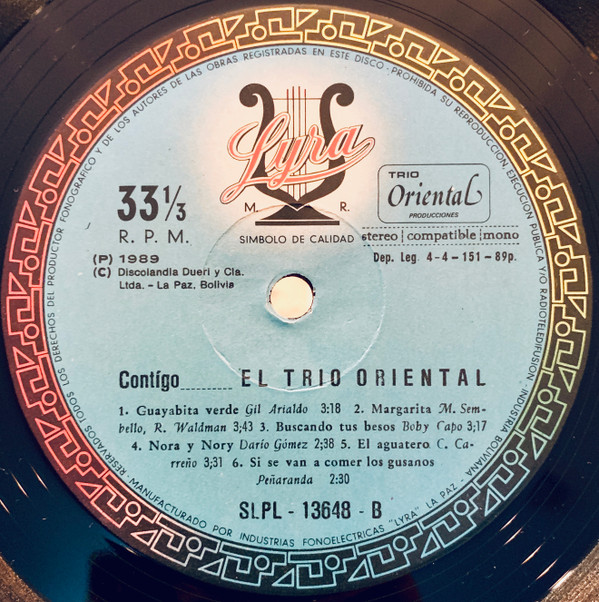 RESERVADOS TODOS LOS DERECHOS DEL PRODUCTOR FONOGRAFICO Y DE LOS AUTORES DE LAS OBRAS REGISTRADAS EN ESTE DISCO - PROHIBIDA SU REPRODUCCION EJECUCION PUBLICA Y/O RADIOTELEDIFUSION. INDUSTRIA BOLIVIANA
Lyra
M. R.
SIMBOLO DE CALIDAD
33 1/3
R. P. M.
TRIO
Oriental
PRODUCCIONES
stereo | compatible | mono
(P) 1989
(C) Discolandia Dueri y Cia.
Ltda. - La Paz, Bolivia
Dep. Leg. 4-4-151-89p.
Contígo........ EL TRIO ORIENTAL
1. Guayabita verde Gil Arialdo 3:18 2. Margarita M. Sem-
bello, R. Waldman 3;43 3. Buscando tus besos Boby Capo 3;17
4. Nora y Nory Darío Gómez 2;38 5. El aguatero C. Ca-
rreño 3;31 6. Si se van a comer los gusanos
Peñaranda 2:30
SLPL - 13648 - B
MANUFACTURADO POR INDUSTRIAS FONOELECTRICAS "LYRA" LA PAZ -